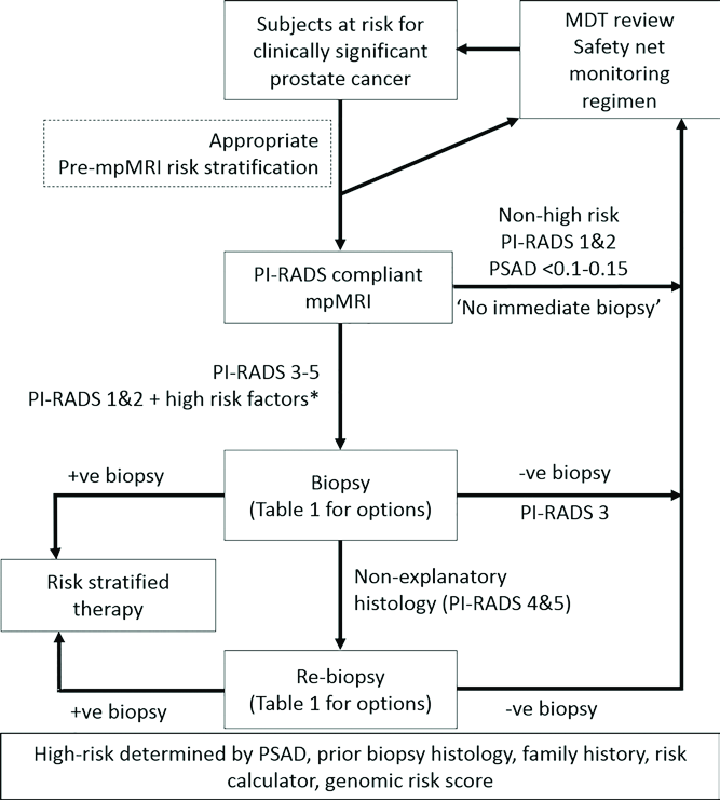 Subjects at risk for
clinically significant
prostate cancer
MDT review
Safety net
monitoring
regimen
Appropriate
Pre-mpMRI risk stratification
Non-high risk
PI-RADS 1&2
PSAD <0.1-0.15
PI-RADS compliant
mpMRI
‘No immediate biopsy’
PI-RADS 3-5
PI-RADS 1&2 + high risk factors*
+ve biopsy
Biopsy
(Table 1 for options)
-ve biopsy
PI-RADS 3
Risk stratified
therapy
Non-explanatory
histology (PI-RADS 4&5)
Re-biopsy
(Table 1 for options)
+ve biopsy
-ve biopsy
High-risk determined by PSAD, prior biopsy histology, family history, risk
calculator, genomic risk score